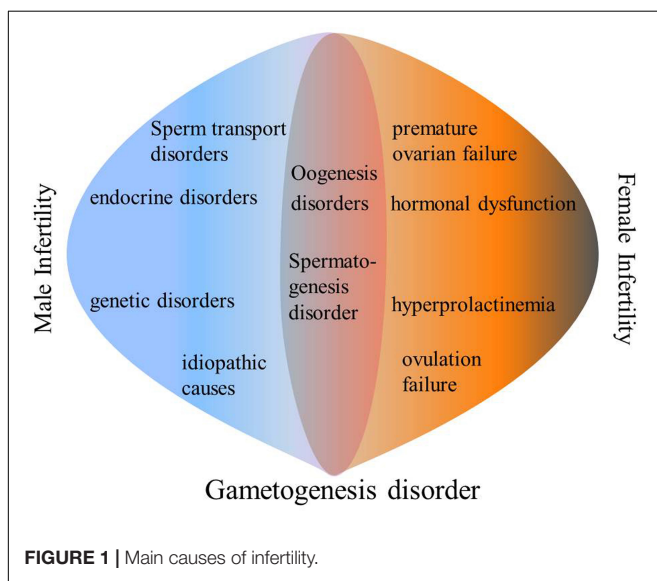 Male Infertility
Sperm transport
disorders
endocrine disorders
genetic disorders
idiopathic
causes
Oogenesis
disorders
Spermato-
genesis
disorder
premature
ovarian failure
hormonal dysfunction
hyperprolactinemia
ovulation
failure
Female Infertility
Gametogenesis disorder
FIGURE 1 | Main causes of infertility.